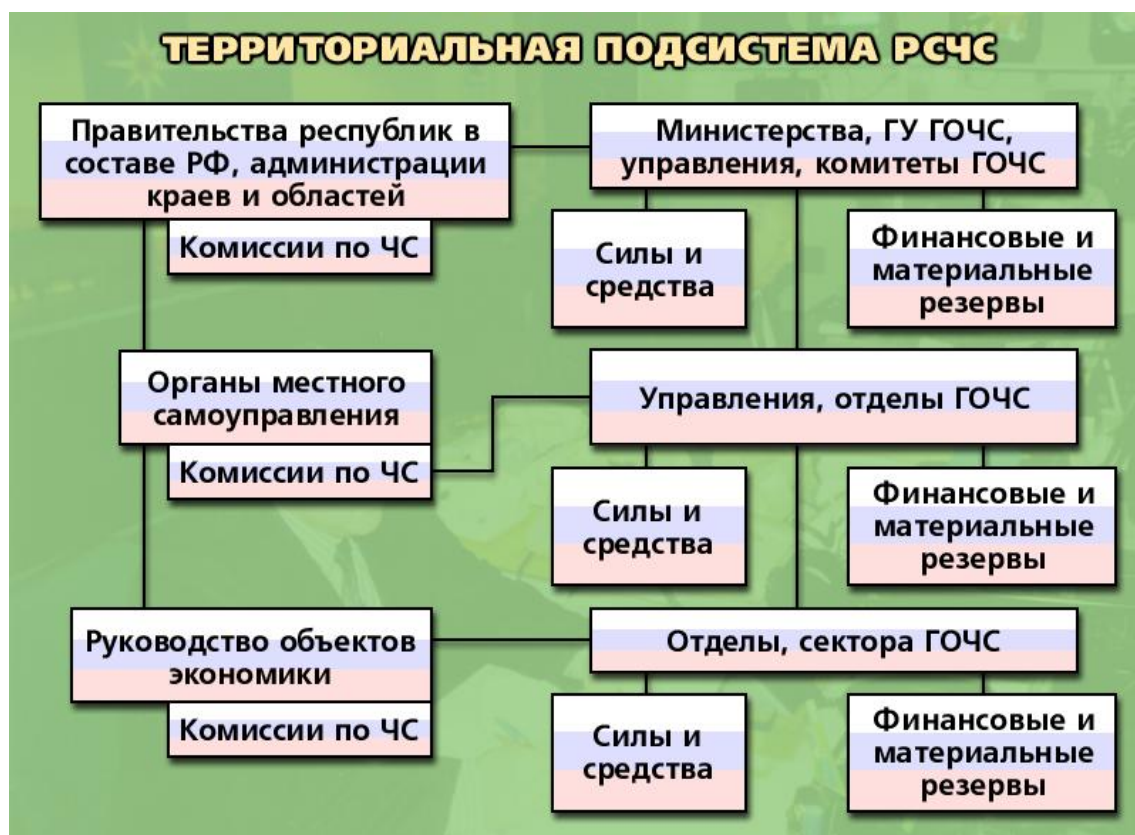 ТЕРРИТОРИАЛЬНАЯ ПОДСИСТЕМА РСЧС
Правительства республик в
составе РФ, администрации
краев и областей
Комиссии по ЧС
Министерства, ГУ ГОЧС,
управления, комитеты ГОЧС
Силы и
средства
Финансовые и
материальные
резервы
Органы местного
самоуправления
Комиссии по ЧС
Управления, отделы ГОЧС
Силы и
средства
Финансовые и
материальные
резервы
Руководство объектов
экономики
Комиссии по ЧС
Отделы, сектора ГОЧС
Силы и
средства
Финансовые и
материальные
резервы